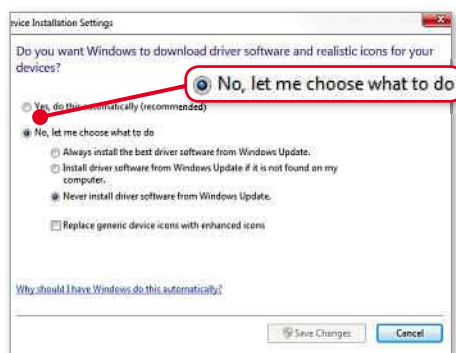 evice Installation Settings
Do you want Windows to download driver software and realistic icons for your
devices?
No, let me choose what to do
Yes, do this automatically (recommended)
No, let me choose what to do
Always install the best driver software from Windows Update.
Install driver software from Windows Update if it is not found on my
computer.
Never install driver software from Windows Update.
Replace generic device icons with enhanced icons
Why should I have Windows do this automatically?
Save Changes Cancel